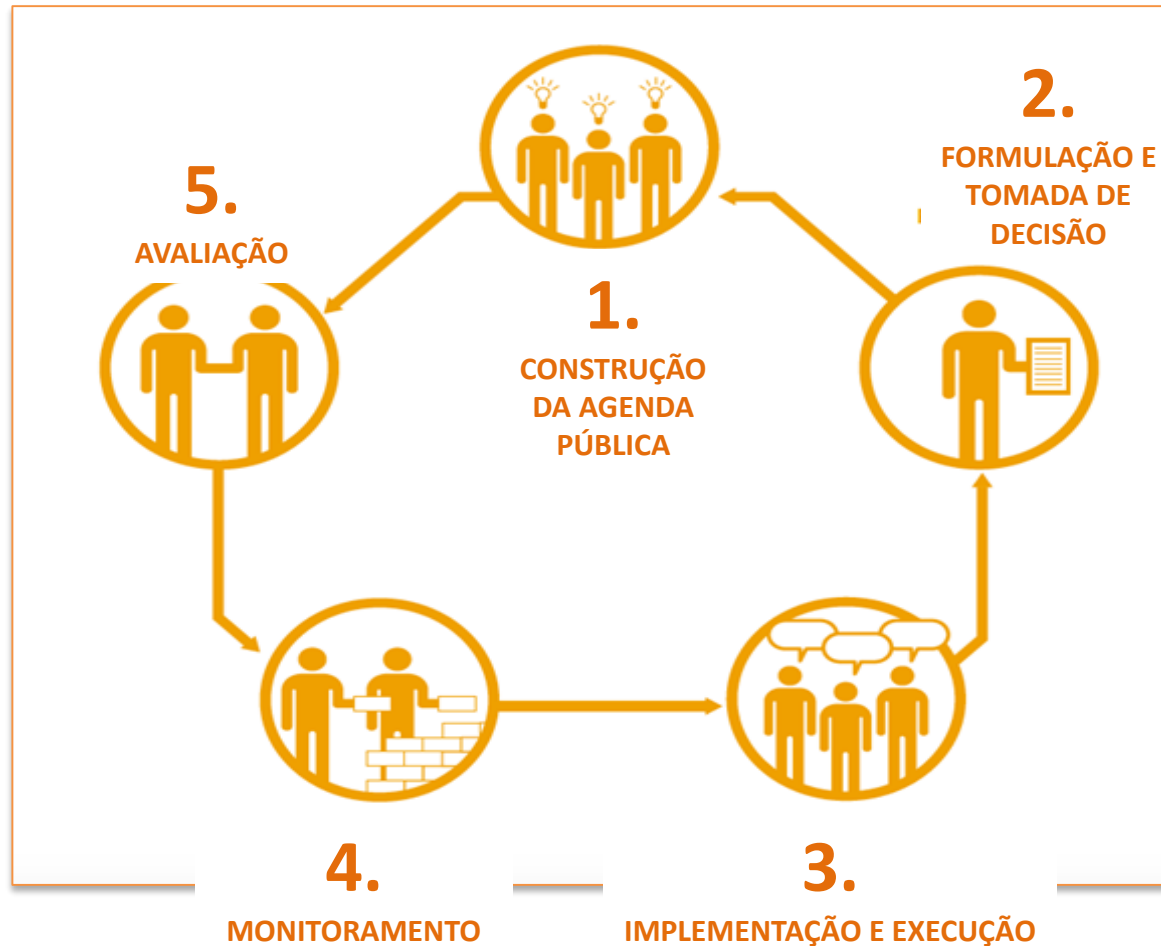 1.
CONSTRUÇÃO
DA AGENDA
PÚBLICA
2.
FORMULAÇÃO E
TOMADA DE
DECISÃO
3.
IMPLEMENTAÇÃO E EXECUÇÃO
4.
MONITORAMENTO
5.
AVALIAÇÃO